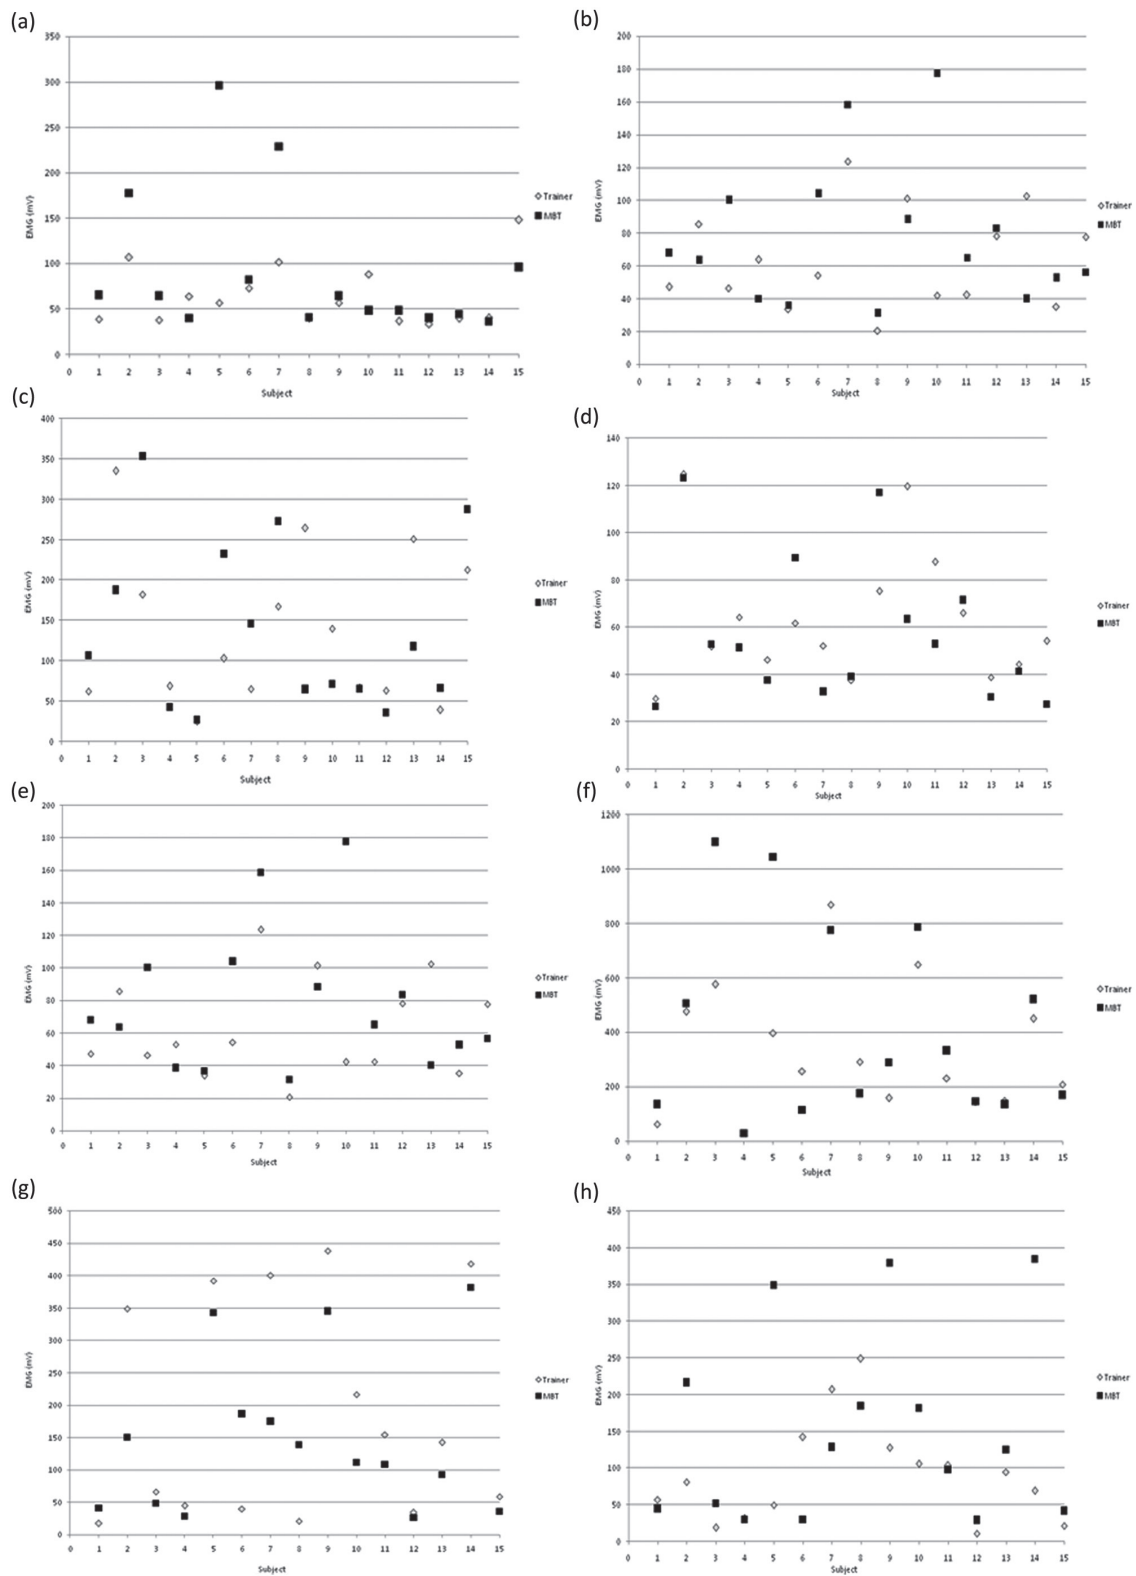 (a)
350
300
250
200
150
100
50
0
EMG (mV)
0 1 2 3 4 5 6 7 8 9 10 11 12 13 14 15
Subject
Trainer
MBT
(b)
200
180
160
140
120
100
80
60
40
20
0
EMG (mV)
0 1 2 3 4 5 6 7 8 9 10 11 12 13 14 15
Subject
Trainer
MBT
(c)
400
350
300
250
200
150
100
50
0
EMG (mV)
0 1 2 3 4 5 6 7 8 9 10 11 12 13 14 15
Subject
Trainer
MBT
(d)
140
120
100
80
60
40
20
0
EMG (mV)
0 1 2 3 4 5 6 7 8 9 10 11 12 13 14 15
Subject
Trainer
MBT
(e)
200
180
160
140
120
100
80
60
40
20
0
EMG (mV)
0 1 2 3 4 5 6 7 8 9 10 11 12 13 14 15
Subject
Trainer
MBT
(f)
1200
1000
800
600
400
200
0
EMG (mV)
0 1 2 3 4 5 6 7 8 9 10 11 12 13 14 15
Subject
Trainer
MBT
(g)
500
450
400
350
300
250
200
150
100
50
0
EMG (mV)
0 1 2 3 4 5 6 7 8 9 10 11 12 13 14 15
Subject
Trainer
MBT
(h)
450
400
350
300
250
200
150
100
50
0
EMG (mV)
0 1 2 3 4 5 6 7 8 9 10 11 12 13 14 15
Subject
Trainer
MBT